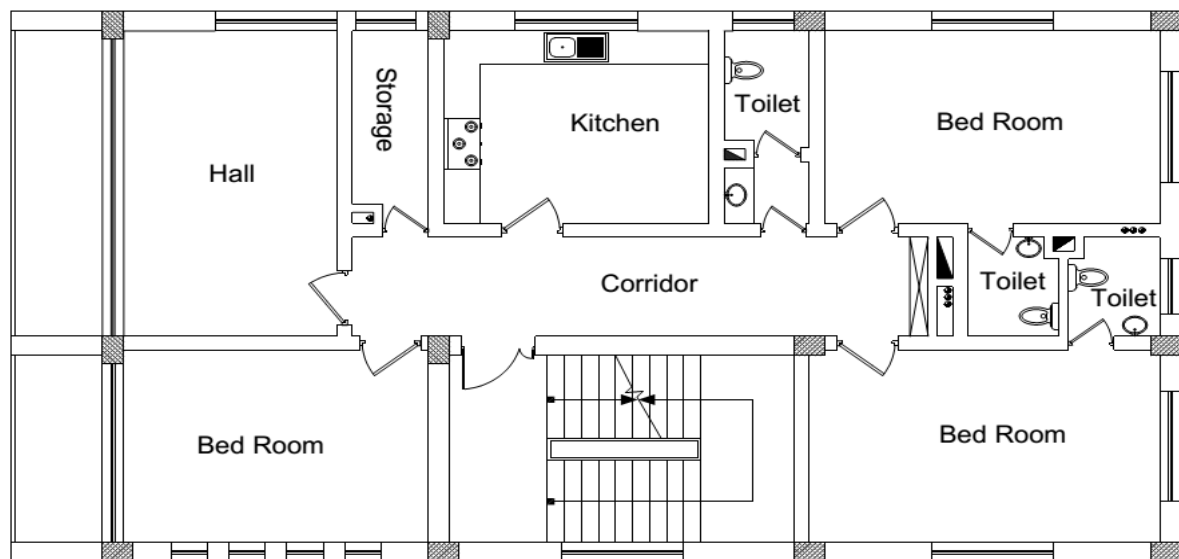 Storage
Toilet
Kitchen
Bed Room
Hall
Corridor
Toilet
Toilet
Bed Room
Bed Room